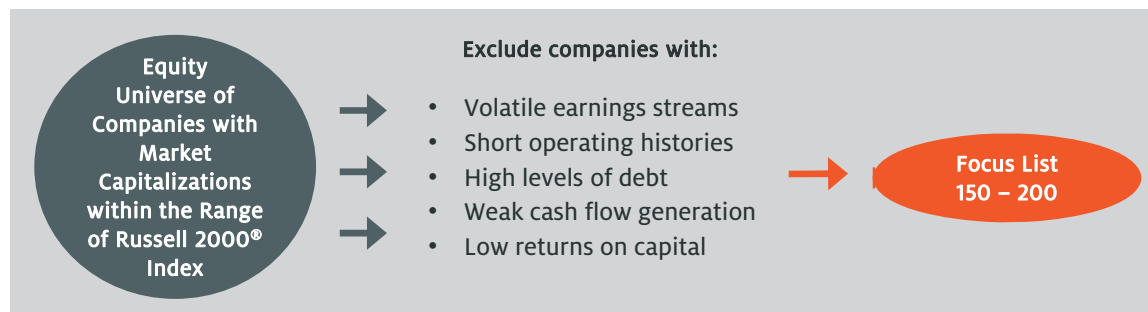 Equity
Universe of
Companies with
Market
Capitalizations
within the Range
of Russell 2000®
Index
Exclude companies with:
• Volatile earnings streams
• Short operating histories
• High levels of debt
• Weak cash flow generation
• Low returns on capital
Focus List
150 – 200